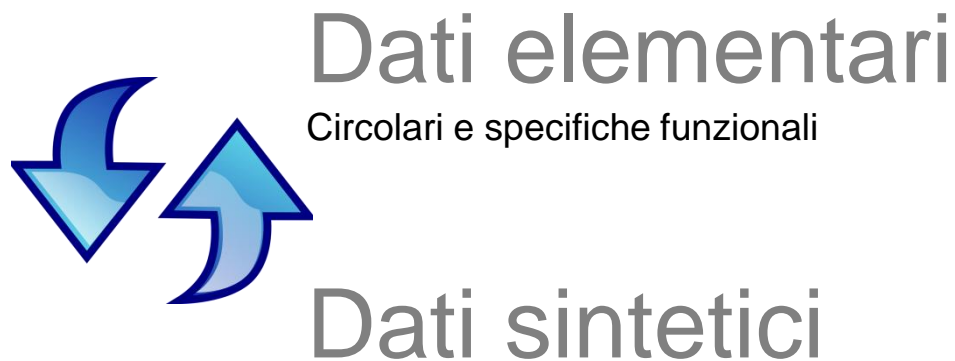 Dati elementari
Circolari e specifiche funzionali
Dati sintetici